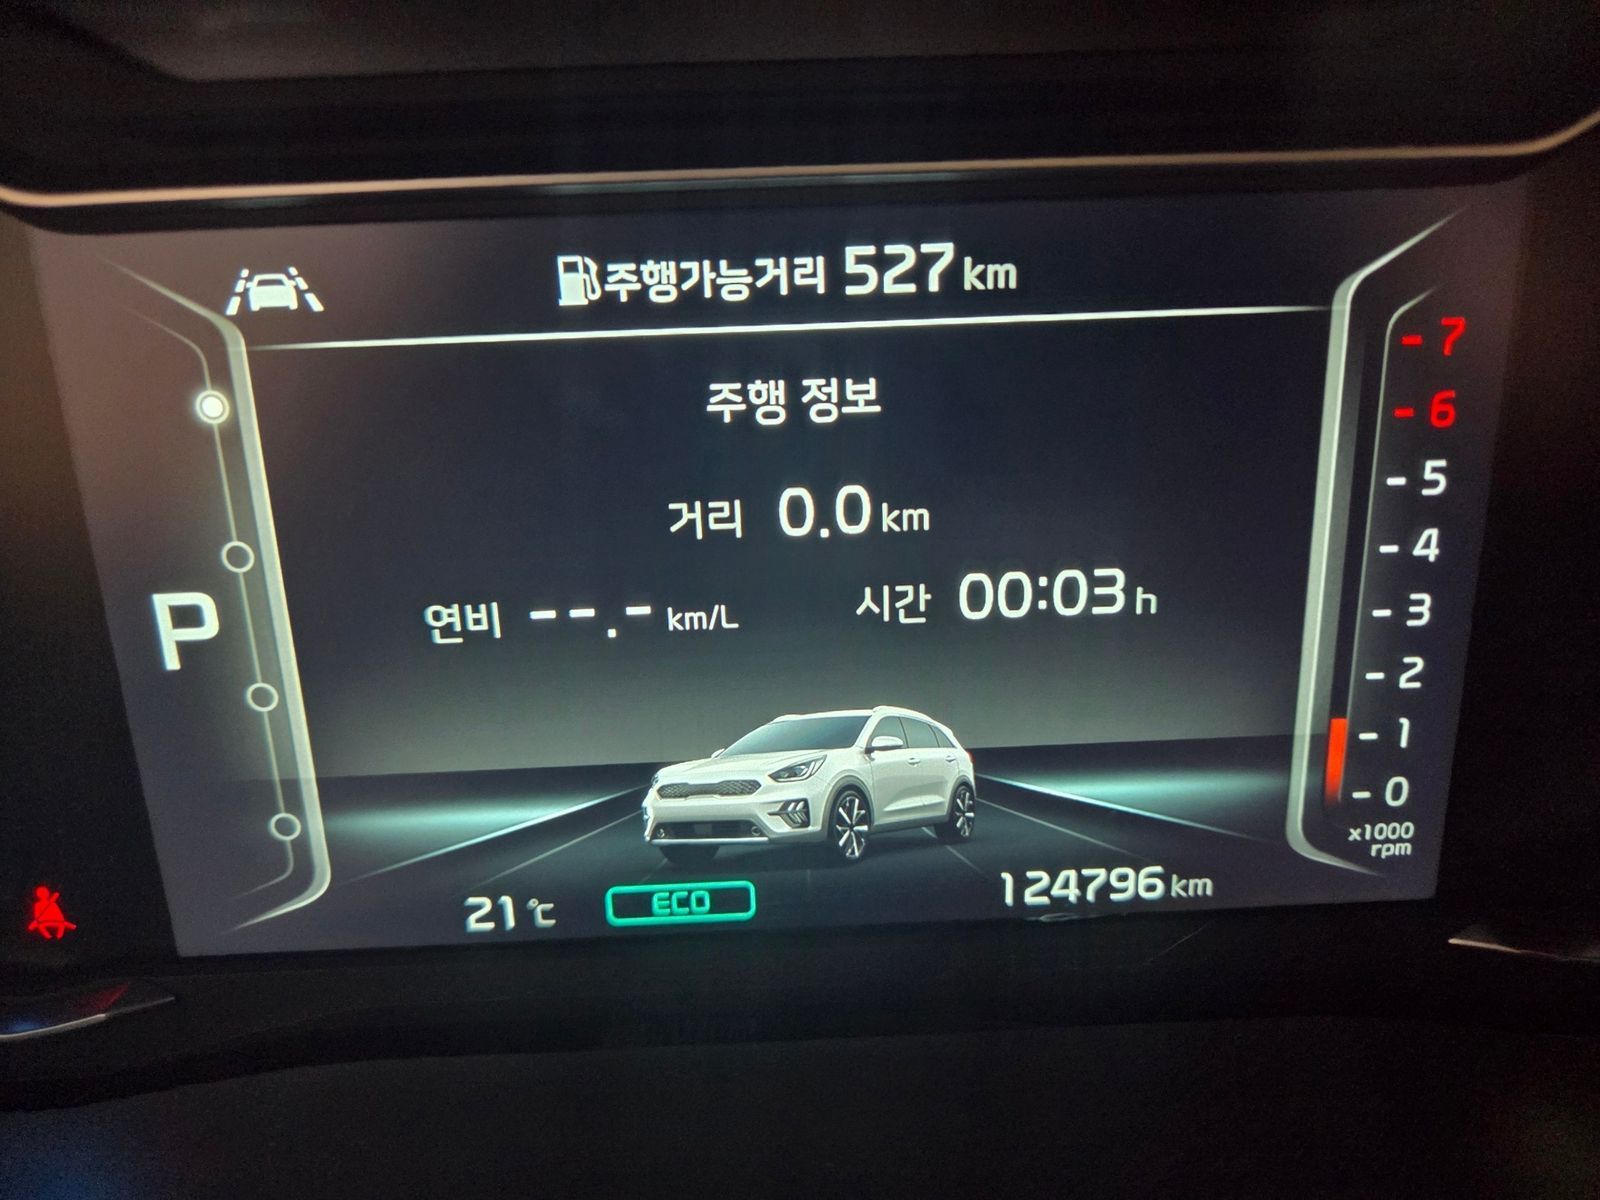 주행가능거리 527 km
주행 정보
거리 0.0 km
연비 --.- km/L 시간 00:03 h
P
- 7
- 6
- 5
- 4
- 3
- 2
- 1
- 0
x1000
rpm
21 ℃ ECO 124796 km